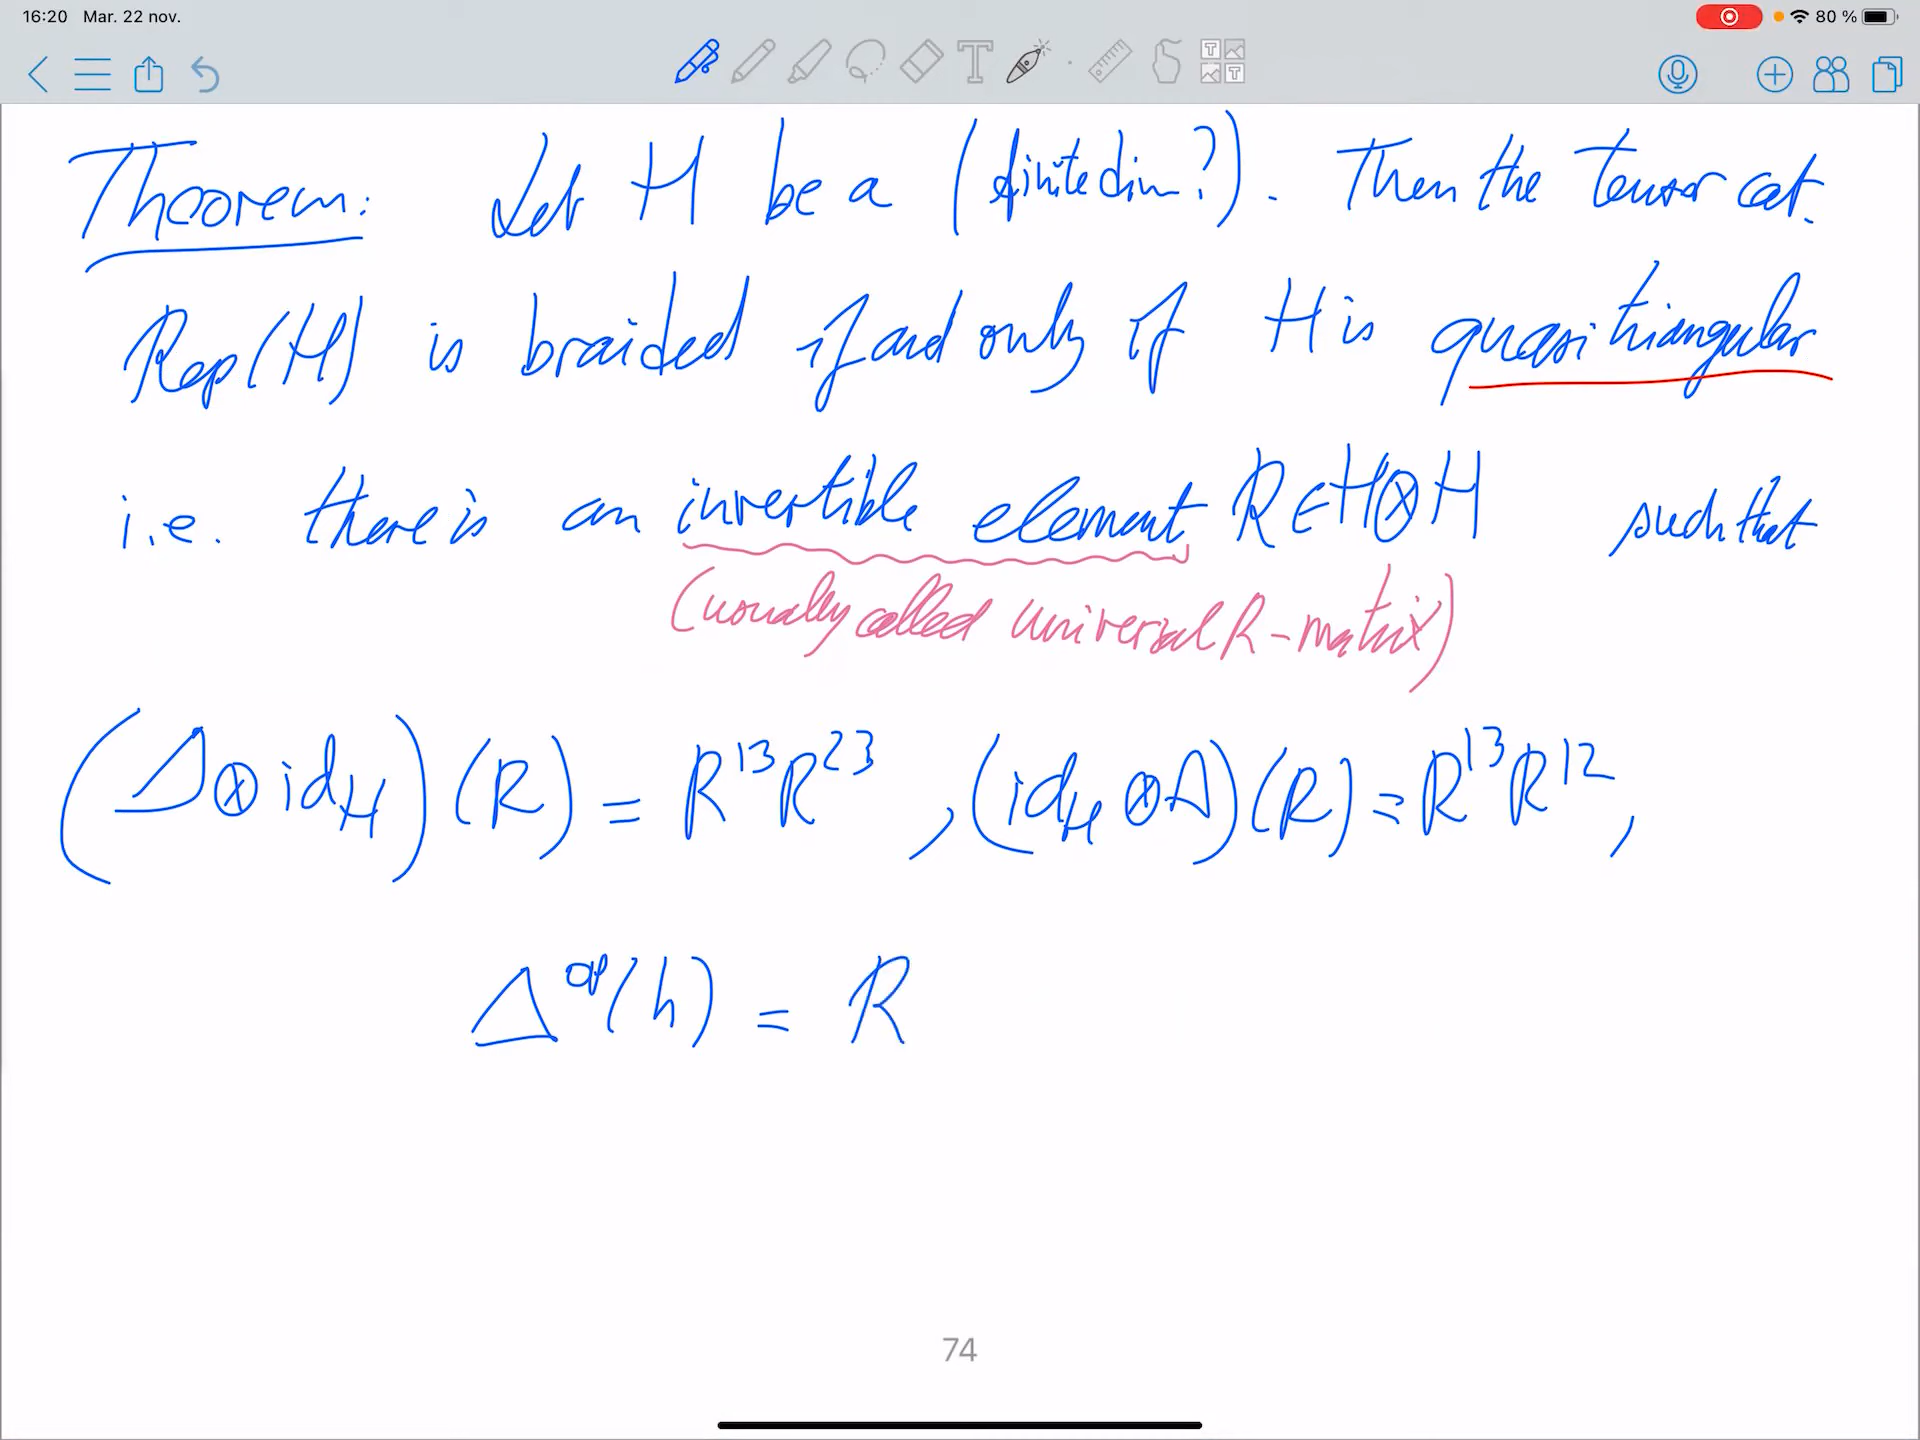 16:20 Mar. 22 nov. 80 %
Theorem: Let H be a (finite dim?). Then the tensor cat.
Rep(H) is braided if and only if H is quasitriangular
i.e. there is an invertible element R∈H⊗H such that
(usually called universal R-matrix)
(Δ⊗id_H)(R) = R^{13}R^{23}, (id_H⊗Δ)(R) = R^{13}R^{12},
Δ^{op}(h) = R
74